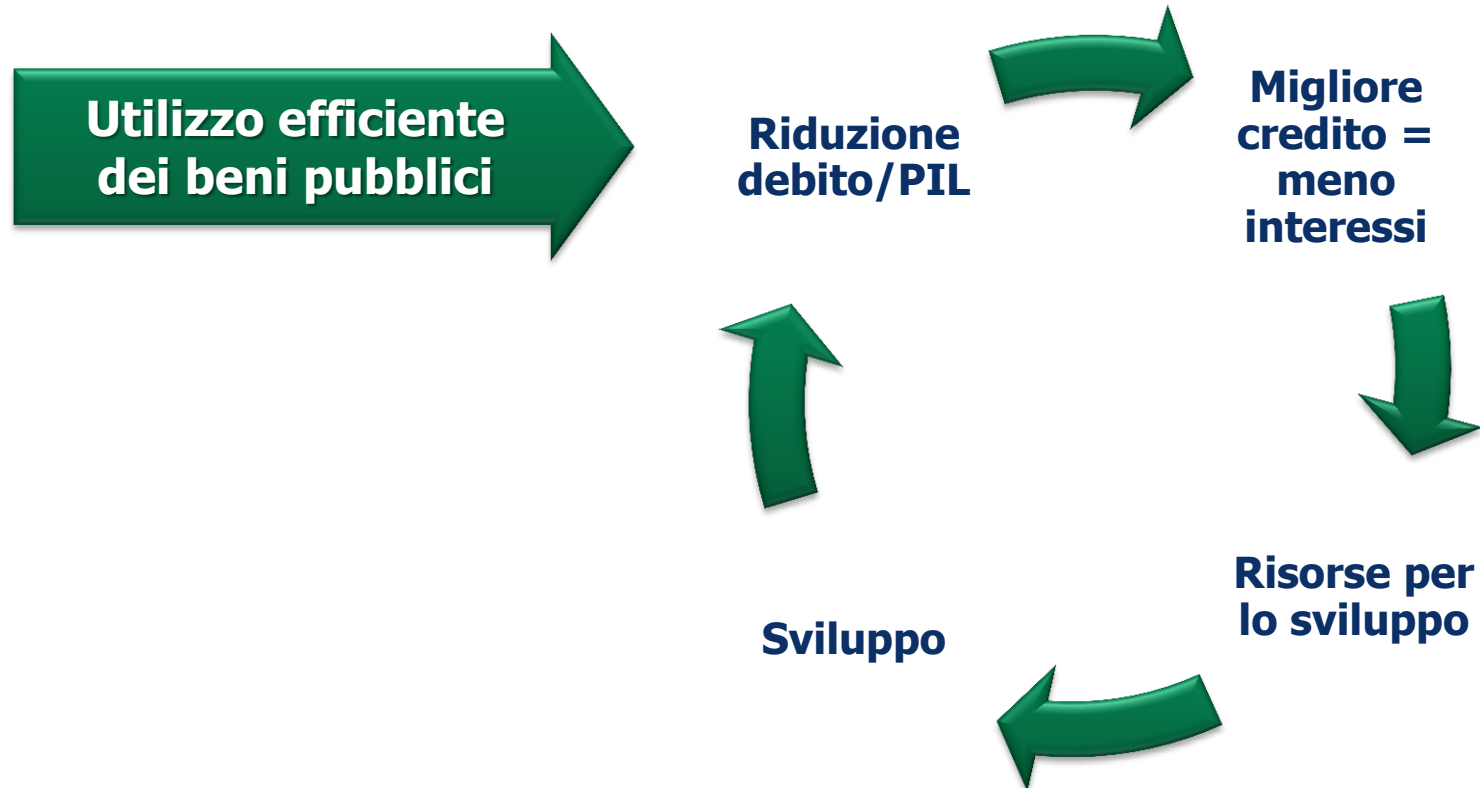 Utilizzo efficiente
dei beni pubblici
Riduzione
debito/PIL
Migliore
credito =
meno
interessi
Risorse per
lo sviluppo
Sviluppo